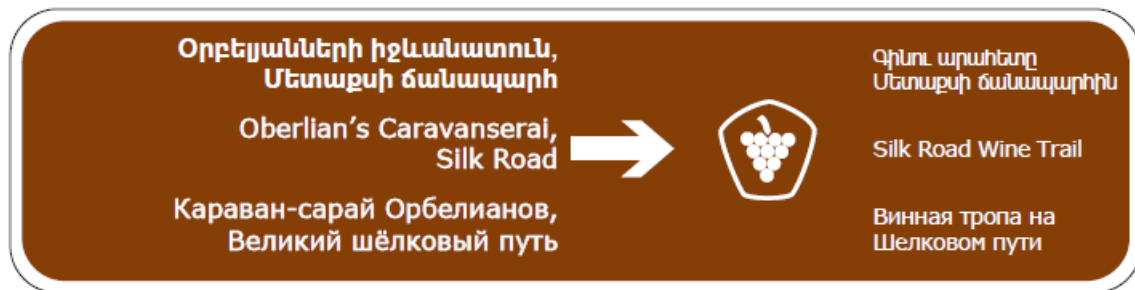 Օրբելյանների իջևանատուն,
Մետաքսի ճանապարհ
Oberlian’s Caravanserai,
Silk Road
Караван-сарай Орбелианов,
Великий шёлковый путь
Գինու արահետը
Մետաքսի ճանապարհին
Silk Road Wine Trail
Винная тропа на
Шелковом пути